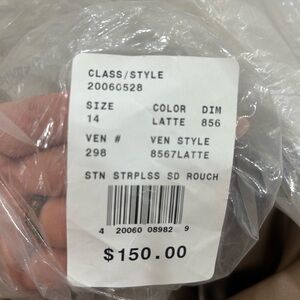 CLASS/STYLE
20060528
SIZE COLOR DIM
14 LATTE 856
VEN # VEN STYLE
298 8567LATTE
STN STRPLSS SD ROUCH
4 20060 08982 9
$150.00